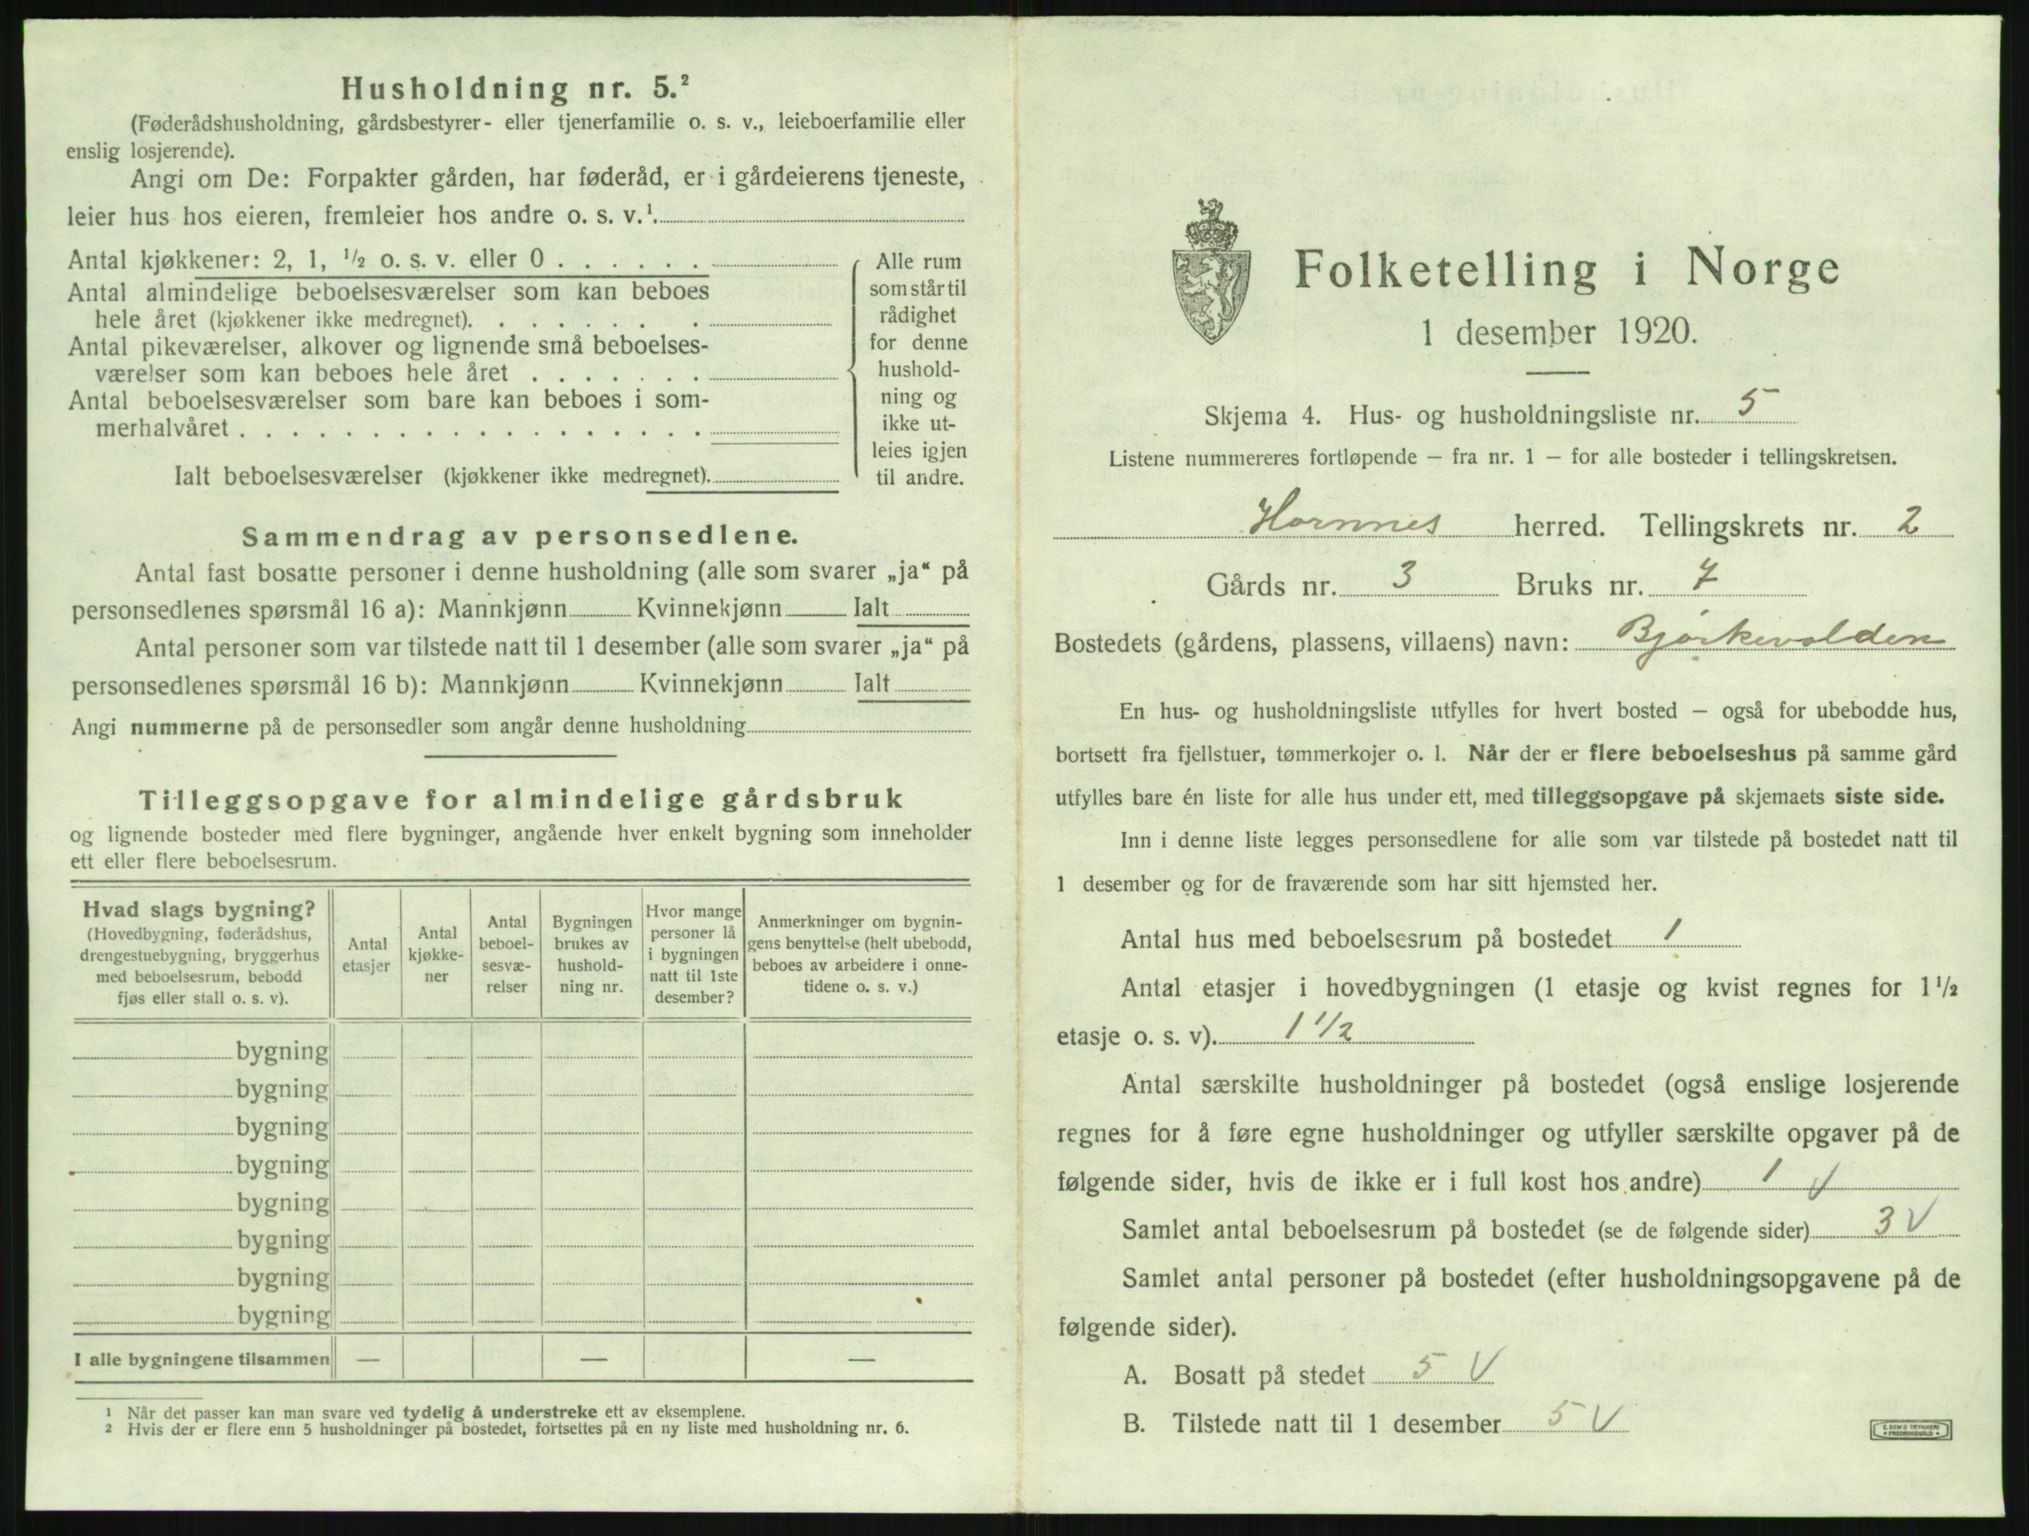 Husholdning nr. 5.²
(Føderådshusholdning, gårdsbestyrer- eller tjenerfamilie o. s. v., leieboerfamilie eller
enslig losjerende).
Angi om De: Forpakter gården, har føderåd, er i gårdeierens tjeneste,
leier hus hos eieren, fremleier hos andre o. s. v.¹
Antal kjøkkener: 2, 1, ½ o. s. v. eller 0 . . . . . .
Antal almindelige beboelsesværelser som kan beboes
hele året (kjøkkener ikke medregnet). . . . . . . .
Antal pikeværelser, alkover og lignende små beboelses-
værelser som kan beboes hele året . . . . . . .
Antal beboelsesværelser som bare kan beboes i som-
merhalvåret . . . . . . . . . . . . . . . . . .
Ialt beboelsesværelser (kjøkkener ikke medregnet).
Alle rum
som står til
rådighet
for denne
hushold-
ning og
ikke ut-
leies igjen
til andre.
Sammendrag av personsedlene.
Antal fast bosatte personer i denne husholdning (alle som svarer „ja“ på
personsedlenes spørsmål 16 a): Mannkjønn Kvinnekjønn Ialt
Antal personer som var tilstede natt til 1 desember (alle som svarer „ja“ på
personsedlenes spørsmål 16 b): Mannkjønn Kvinnekjønn Ialt
Angi nummerne på de personsedler som angår denne husholdning
Tilleggsopgave for almindelige gårdsbruk
og lignende bosteder med flere bygninger, angående hver enkelt bygning som inneholder
ett eller flere beboelsesrum.
Hvad slags bygning?
(Hovedbygning, føderådshus,
drengestuebygning, bryggerhus
med beboelsesrum, bebodd
fjøs eller stall o. s. v).
Antal
etasjer
Antal
kjøkke-
ner
Antal
beboel-
sesvæ-
relser
Bygningen
brukes av
hushold-
ning nr.
Hvor mange
personer lå
i bygningen
natt til 1ste
desember?
Anmerkninger om bygnin-
gens benyttelse (helt ubebodd,
beboes av arbeidere i onne-
tidene o. s. v.)
bygning
bygning
bygning
bygning
bygning
bygning
bygning
bygning
I alle bygningene tilsammen — — —
¹ Når det passer kan man svare ved tydelig å understreke ett av eksemplene.
² Hvis der er flere enn 5 husholdninger på bostedet, fortsettes på en ny liste med husholdning nr. 6.
Folketelling i Norge
1 desember 1920.
Skjema 4. Hus- og husholdningsliste nr. 5
Listene nummereres fortløpende – fra nr. 1 – for alle bosteder i tellingskretsen.
Hornnes herred. Tellingskrets nr. 2
Gårds nr. 3 Bruks nr. 7
Bostedets (gårdens, plassens, villaens) navn: Bjørkevolden
En hus- og husholdningsliste utfylles for hvert bosted – også for ubebodde hus,
bortsett fra fjellstuer, tømmerkojer o. l. Når der er flere beboelseshus på samme gård
utfylles bare én liste for alle hus under ett, med tilleggsopgave på skjemaets siste side.
Inn i denne liste legges personsedlene for alle som var tilstede på bostedet natt til
1 desember og for de fraværende som har sitt hjemsted her.
Antal hus med beboelsesrum på bostedet 1
Antal etasjer i hovedbygningen (1 etasje og kvist regnes for 1½
etasje o. s. v). 1 1/2
Antal særskilte husholdninger på bostedet (også enslige losjerende
regnes for å føre egne husholdninger og utfyller særskilte opgaver på de
følgende sider, hvis de ikke er i full kost hos andre) 1 V
Samlet antal beboelsesrum på bostedet (se de følgende sider) 3 V
Samlet antal personer på bostedet (efter husholdningsopgavene på de
følgende sider).
A. Bosatt på stedet 5 V
B. Tilstede natt til 1 desember 5 V